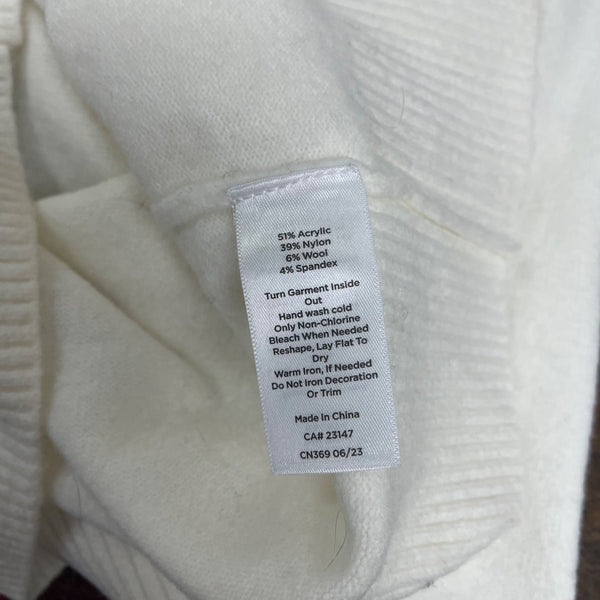 51% Acrylic
39% Nylon
6% Wool
4% Spandex
Turn Garment Inside
Out
Hand wash cold
Only Non-Chlorine
Bleach When Needed
Reshape, Lay Flat To
Dry
Warm Iron, If Needed
Do Not Iron Decoration
Or Trim
Made In China
CA# 23147
CN369 06/23